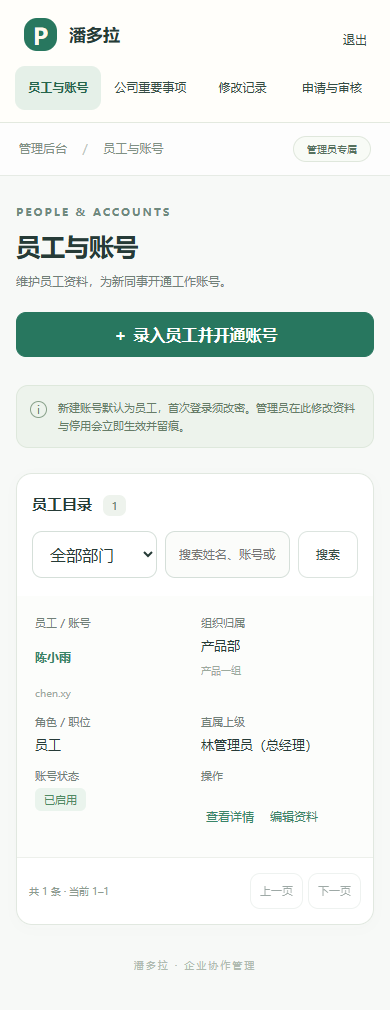 P 潘多拉
退出
员工与账号 公司重要事项 修改记录 申请与审核
管理后台 / 员工与账号 管理员专属
PEOPLE & ACCOUNTS
员工与账号
维护员工资料，为新同事开通工作账号。
+ 录入员工并开通账号
新建账号默认为员工，首次登录须改密。管理员在此修改资料
与停用会立即生效并留痕。
员工目录 1
全部部门 搜索姓名、账号或 搜索
员工 / 账号 组织归属
陈小雨 产品部
产品一组
chen.xy
角色 / 职位 直属上级
员工 林管理员（总经理）
账号状态 操作
已启用
查看详情 编辑资料
共 1 条 · 当前 1–1 上一页 下一页
潘多拉 · 企业协作管理